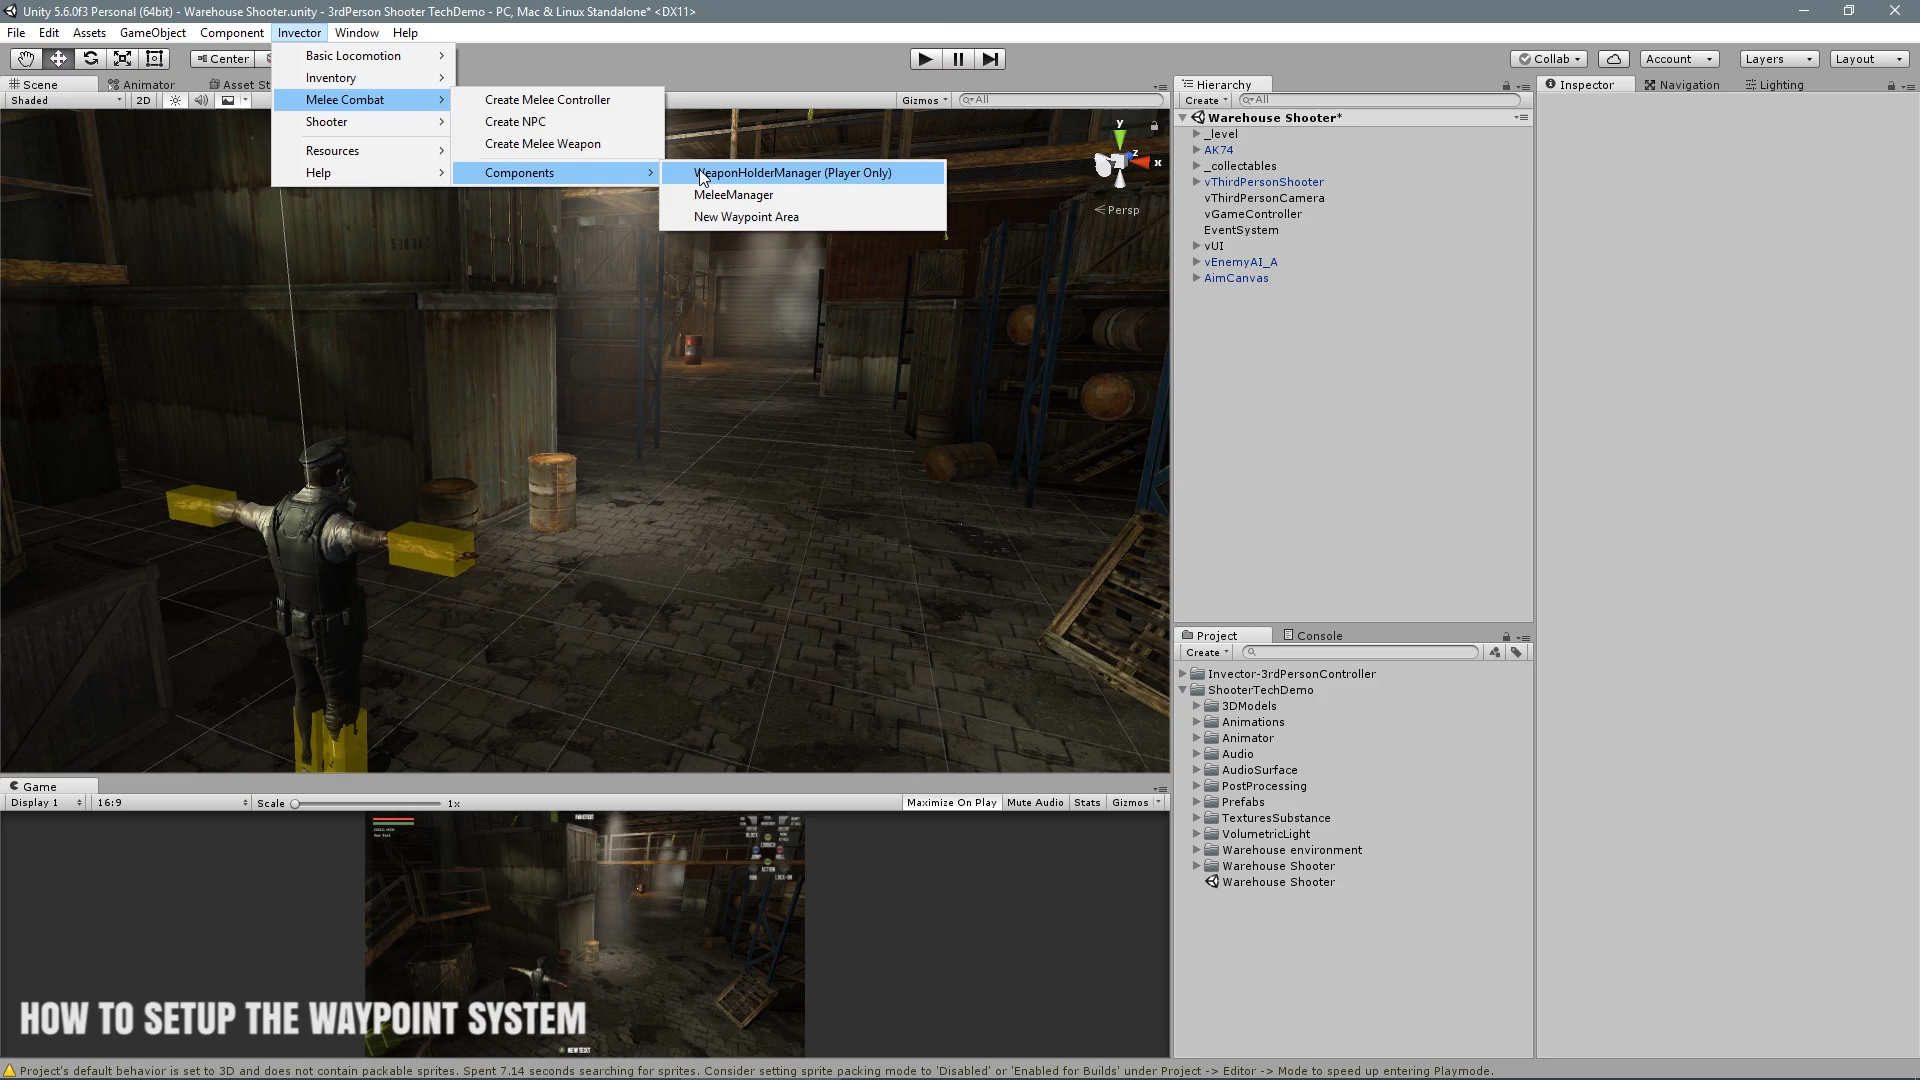 Unity 5.6.0f3 Personal (64bit) - Warehouse Shooter.unity - 3rdPerson Shooter TechDemo - PC, Mac & Linux Standalone* <DX11>
File Edit Assets GameObject Component Invector Window Help
Center
Collab Account Layers Layout
Basic Locomotion
Inventory
Melee Combat
Shooter
Resources
Help
Create Melee Controller
Create NPC
Create Melee Weapon
Components
WeaponHolderManager (Player Only)
MeleeManager
New Waypoint Area
Scene Animator Asset St
Shaded 2D Gizmos All
y
z
x
Persp
Hierarchy
Create All
Warehouse Shooter*
_level
AK74
_collectables
vThirdPersonShooter
vThirdPersonCamera
vGameController
EventSystem
vUI
vEnemyAI_A
AimCanvas
Inspector Navigation Lighting
Project Console
Create
Invector-3rdPersonController
ShooterTechDemo
3DModels
Animations
Animator
Audio
AudioSurface
PostProcessing
Prefabs
TexturesSubstance
VolumetricLight
Warehouse environment
Warehouse Shooter
Warehouse Shooter
Game
Display 1 16:9 Scale 1x Maximize On Play Mute Audio Stats Gizmos
ACTION
NEW TEXT
HOW TO SETUP THE WAYPOINT SYSTEM
Project's default behavior is set to 3D and does not contain packable sprites. Spent 7.14 seconds searching for sprites. Consider setting sprite packing mode to 'Disabled' or 'Enabled for Builds' under Project -> Editor -> Mode to speed up entering Playmode.